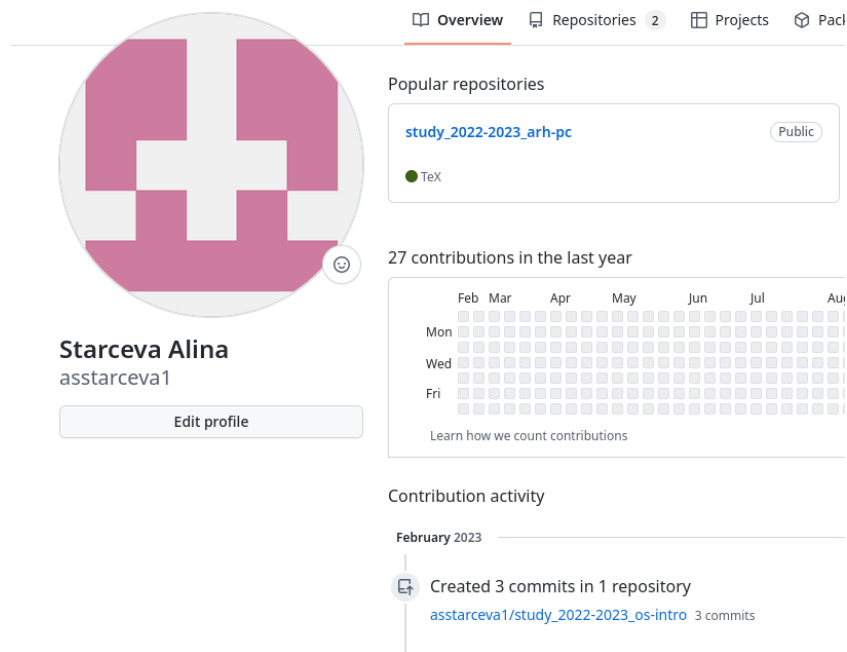 Overview Repositories 2 Projects
Popular repositories
study_2022-2023_arh-pc Public
TeX
27 contributions in the last year
Feb Mar Apr May Jun Jul
Mon
Wed
Fri
Learn how we count contributions
Starceva Alina
asstarceva1
Edit profile
Contribution activity
February 2023
Created 3 commits in 1 repository
asstarceva1/study_2022-2023_os-intro 3 commits